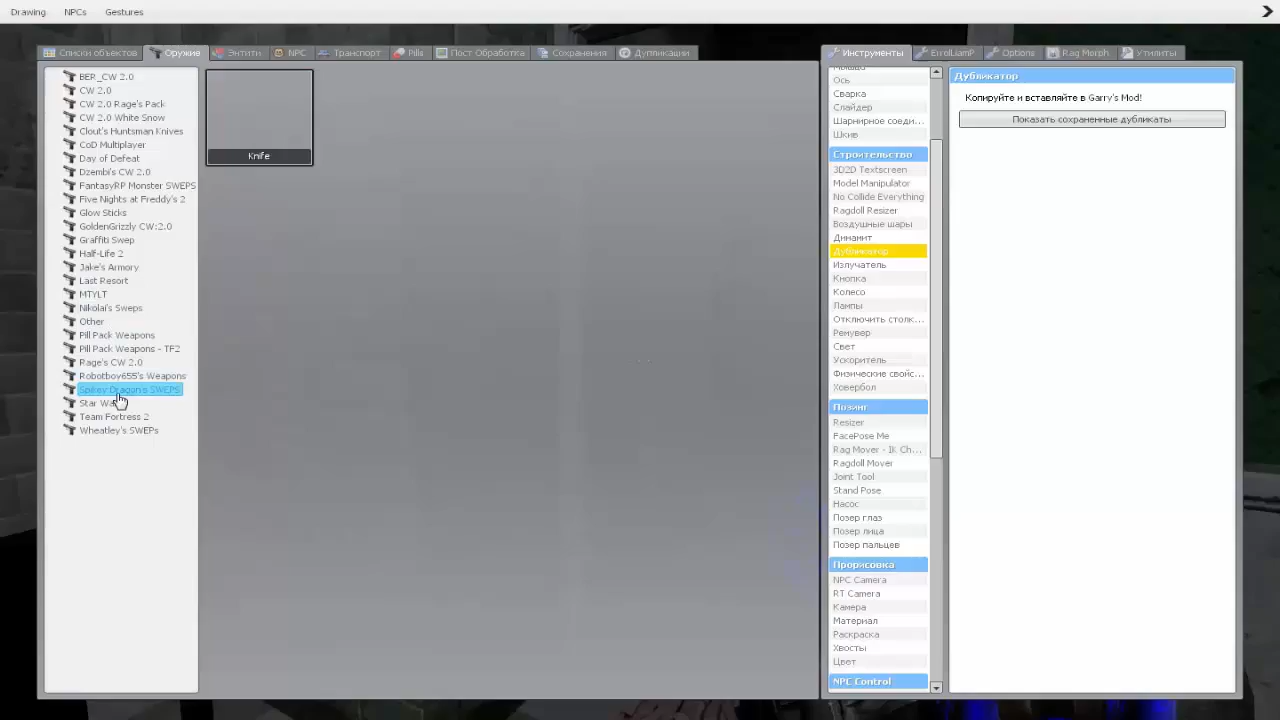 Drawing NPCs Gestures
Списки объектов Оружие Энтити NPC Транспорт Pills Пост Обработка Сохранения Дупликации
Инструменты ErrolLiamP Options Rag Morph Утилиты
BER_CW 2.0
CW 2.0
CW 2.0 Rage's Pack
CW 2.0 White Snow
Clout's Huntsman Knives
CoD Multiplayer
Day of Defeat
Dzembi's CW 2.0
FantasyRP Monster SWEPS
Five Nights at Freddy's 2
Glow Sticks
GoldenGrizzly CW:2.0
Graffiti Swep
Half-Life 2
Jake's Armory
Last Resort
MTYLT
Nikolai's Sweps
Other
Pill Pack Weapons
Pill Pack Weapons - TF2
Rage's CW 2.0
Robotboy655's Weapons
Spikey Dragon's SWEPS
Star Wa
Team Fortress 2
Wheatley's SWEPs
Knife
Ось
Сварка
Слайдер
Шарнирное соеди...
Шкив
Строительство
3D2D Textscreen
Model Manipulator
No Collide Everything
Ragdoll Resizer
Воздушные шары
Динамит
Дубликатор
Излучатель
Кнопка
Колесо
Лампы
Отключить столк...
Ремувер
Свет
Ускоритель
Физические свойс...
Ховербол
Позинг
Resizer
FacePose Me
Rag Mover - Ik Ch...
Ragdoll Mover
Joint Tool
Stand Pose
Насос
Позер глаз
Позер лица
Позер пальцев
Прорисовка
NPC Camera
RT Camera
Камера
Материал
Раскраска
Хвосты
Цвет
NPC Control
Дубликатор
Копируйте и вставляйте в Garry's Mod!
Показать сохраненные дубликаты